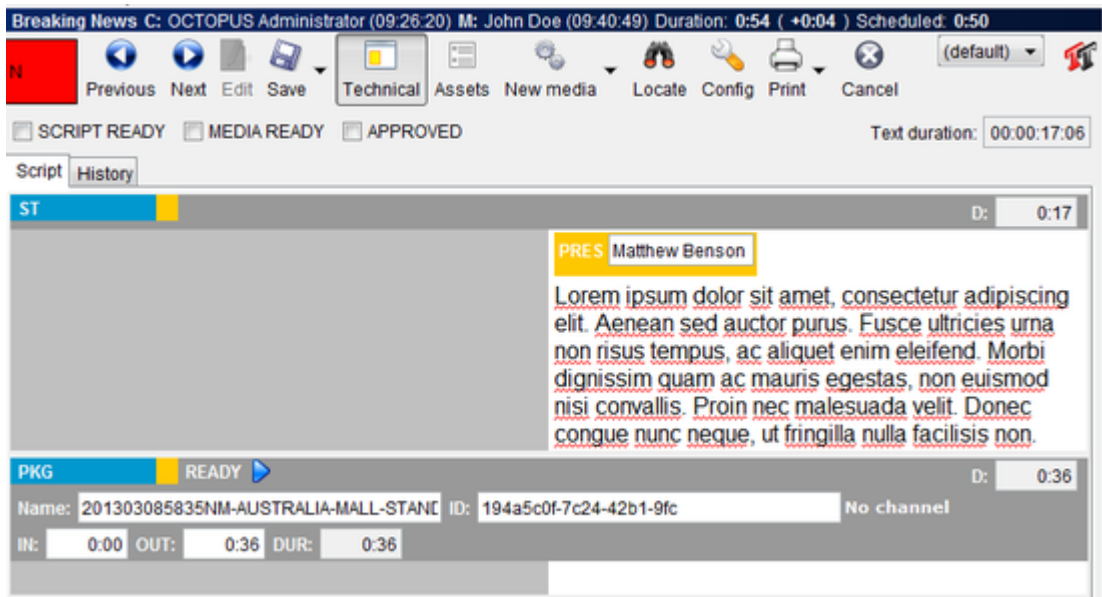 Breaking News C: OCTOPUS Administrator (09:26:20) M: John Doe (09:40:49) Duration: 0:54 ( +0:04 ) Scheduled: 0:50
N
Previous Next Edit Save Technical Assets New media Locate Config Print Cancel (default)
SCRIPT READY MEDIA READY APPROVED Text duration: 00:00:17:06
Script History
ST D: 0:17
PRES Matthew Benson
Lorem ipsum dolor sit amet, consectetur adipiscing
elit. Aenean sed auctor purus. Fusce ultricies urna
non risus tempus, ac aliquet enim eleifend. Morbi
dignissim quam ac mauris egestas, non euismod
nisi convallis. Proin nec malesuada velit. Donec
congue nunc neque, ut fringilla nulla facilisis non.
PKG READY D: 0:36
Name: 201303085835NM-AUSTRALIA-MALL-STAND ID: 194a5c0f-7c24-42b1-9fc No channel
IN: 0:00 OUT: 0:36 DUR: 0:36